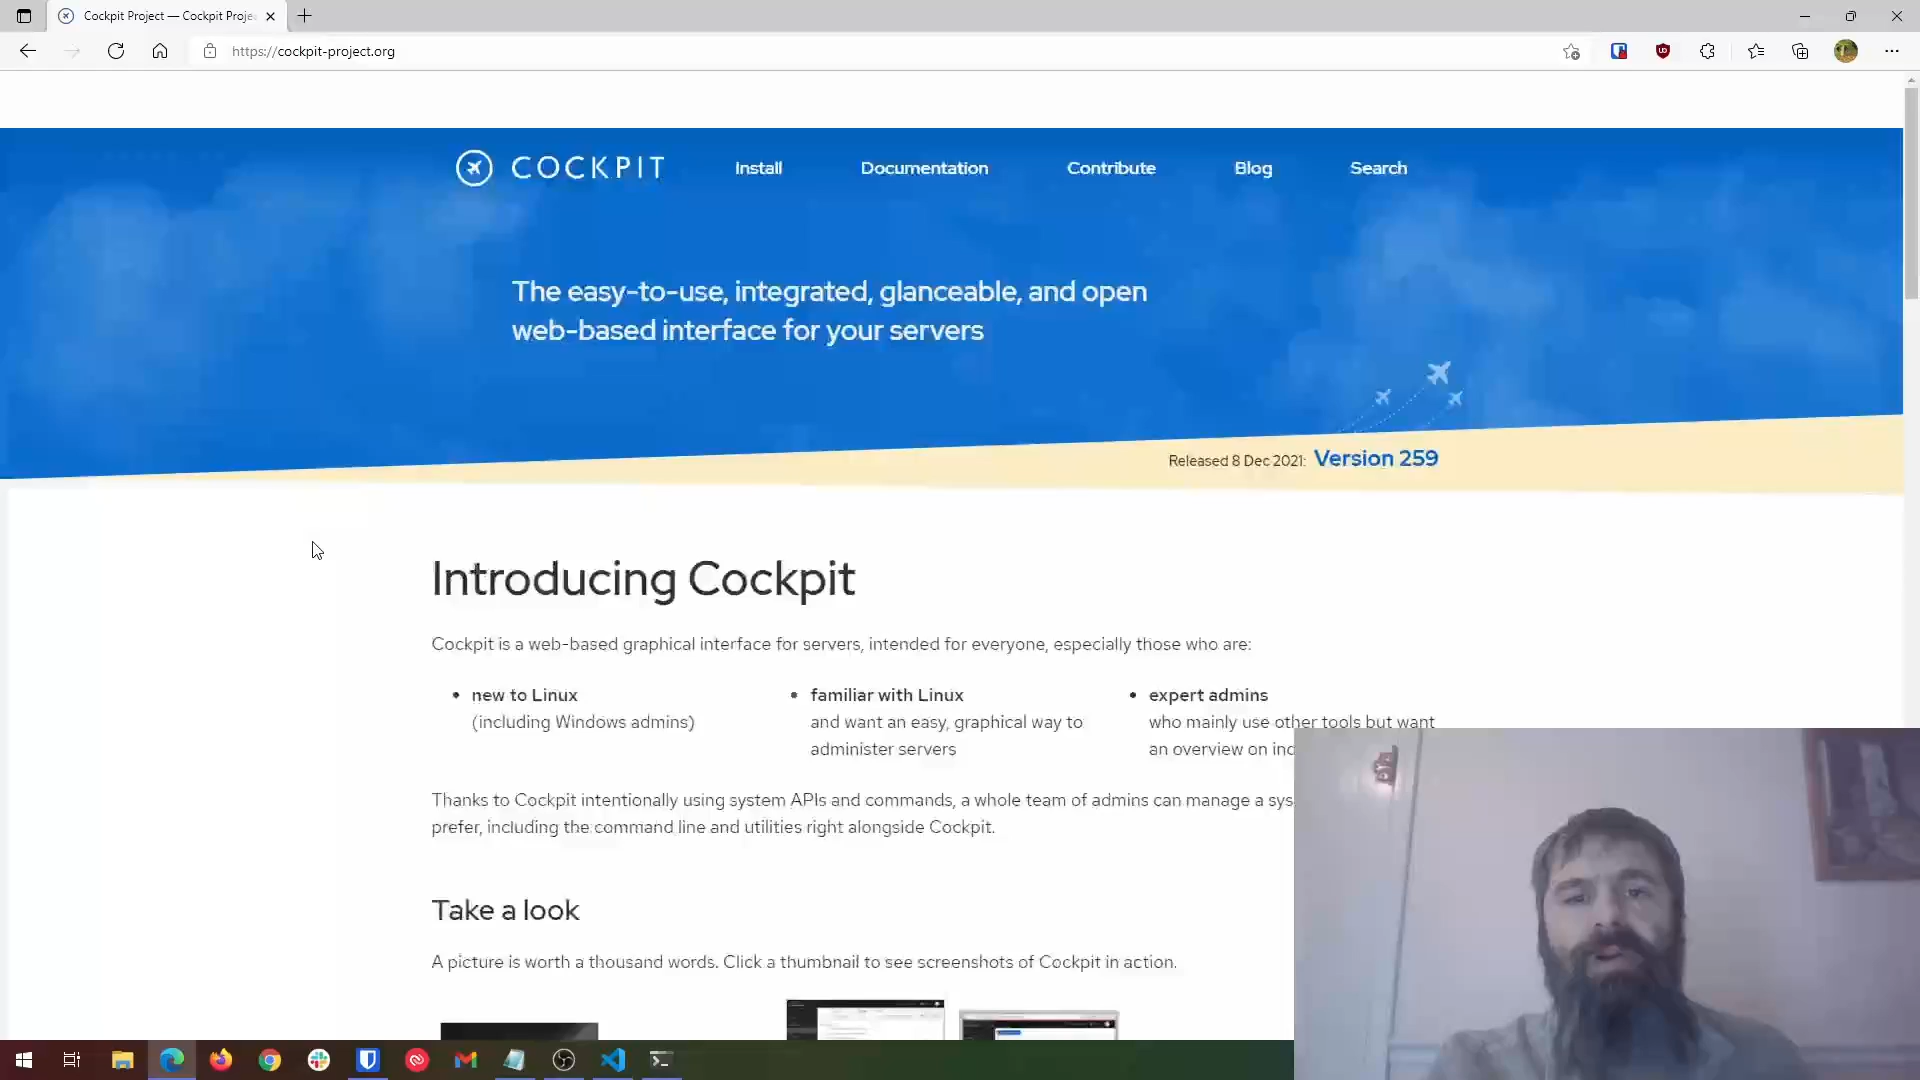 Cockpit Project — Cockpit Proje
https://cockpit-project.org
COCKPIT
Install
Documentation
Contribute
Blog
Search
The easy-to-use, integrated, glanceable, and open
web-based interface for your servers
Released 8 Dec 2021: Version 259
Introducing Cockpit
Cockpit is a web-based graphical interface for servers, intended for everyone, especially those who are:
• new to Linux
(including Windows admins)
• familiar with Linux
and want an easy, graphical way to
administer servers
• expert admins
who mainly use other tools but want
an overview on ind
Thanks to Cockpit intentionally using system APIs and commands, a whole team of admins can manage a sys
prefer, including the command line and utilities right alongside Cockpit.
Take a look
A picture is worth a thousand words. Click a thumbnail to see screenshots of Cockpit in action.